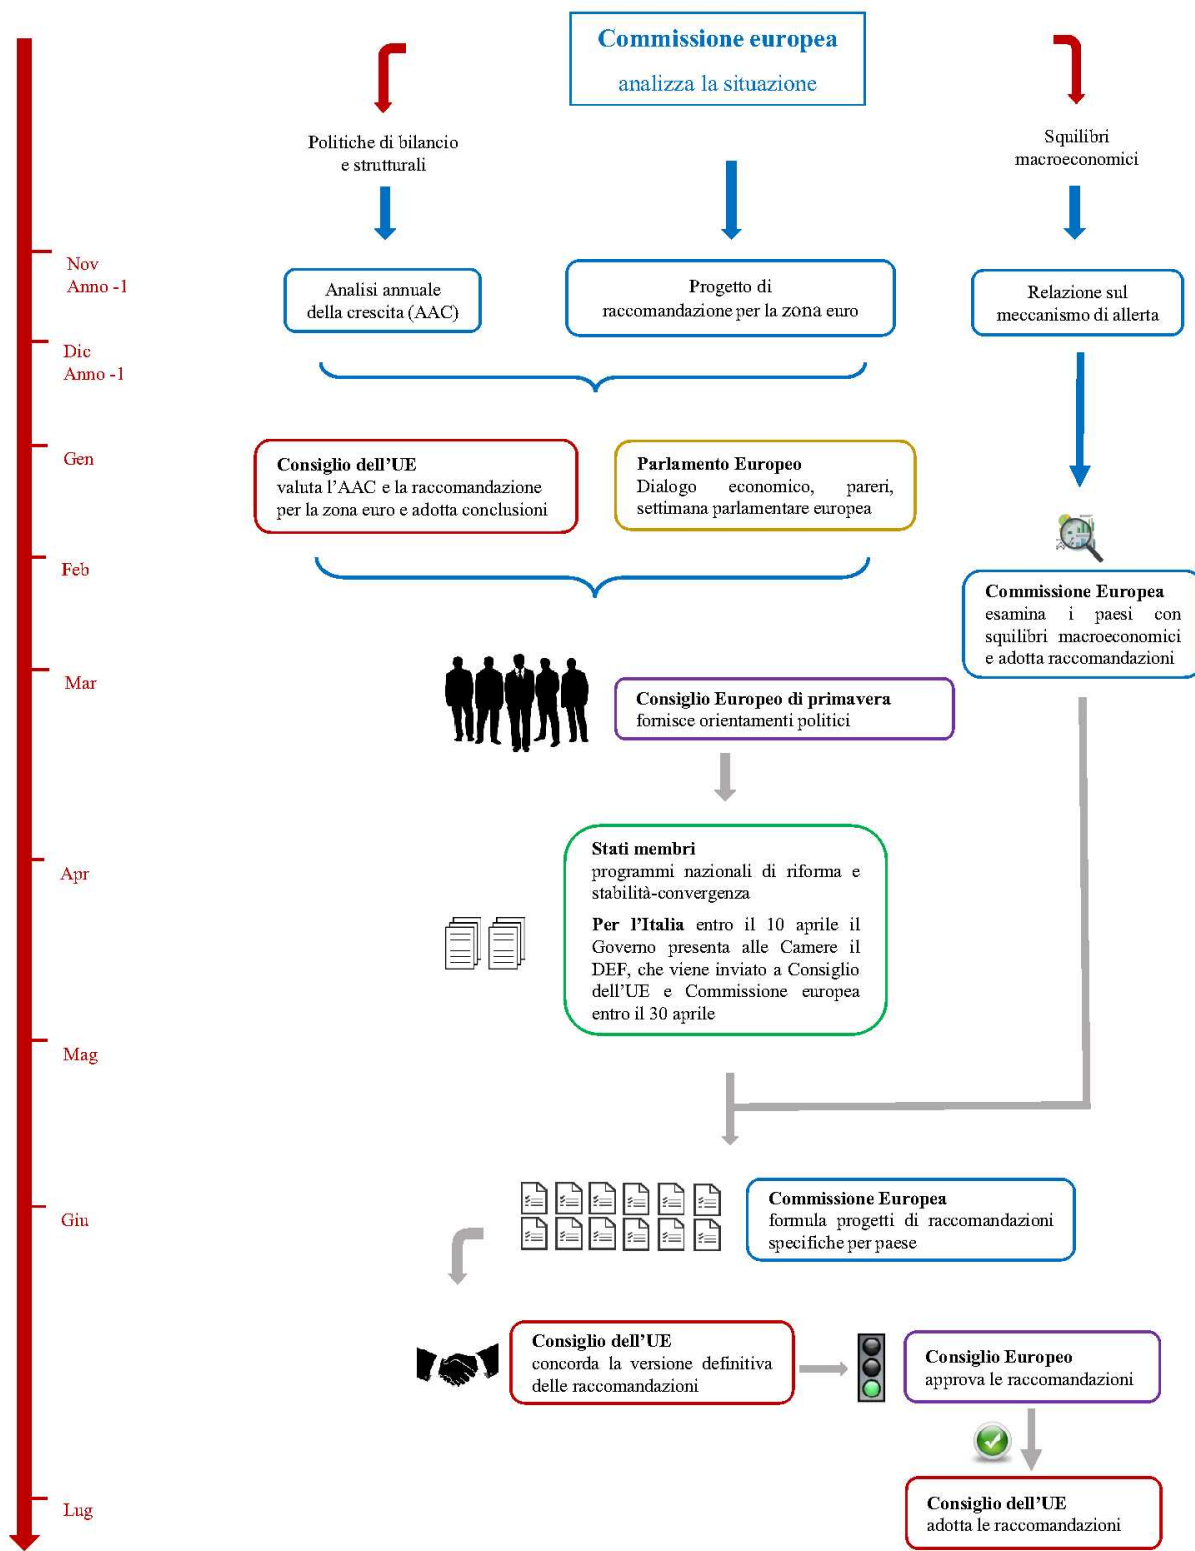 Commissione europea
analizza la situazione
Politiche di bilancio
e strutturali
Squilibri
macroeconomici
Nov
Anno -1
Analisi annuale
della crescita (AAC)
Progetto di
raccomandazione per la zona euro
Relazione sul
meccanismo di allerta
Dic
Anno -1
Gen
Consiglio dell'UE
valuta l'AAC e la raccomandazione
per la zona euro e adotta conclusioni
Parlamento Europeo
Dialogo economico, pareri,
settimana parlamentare europea
Feb
Commissione Europea
esamina i paesi con
squilibri macroeconomici
e adotta raccomandazioni
Mar
Consiglio Europeo di primavera
fornisce orientamenti politici
Apr
Stati membri
programmi nazionali di riforma e
stabilità-convergenza
Per l'Italia entro il 10 aprile il
Governo presenta alle Camere il
DEF, che viene inviato a Consiglio
dell'UE e Commissione europea
entro il 30 aprile
Mag
Giu
Commissione Europea
formula progetti di raccomandazioni
specifiche per paese
Consiglio dell'UE
concorda la versione definitiva
delle raccomandazioni
Consiglio Europeo
approva le raccomandazioni
Lug
Consiglio dell'UE
adotta le raccomandazioni